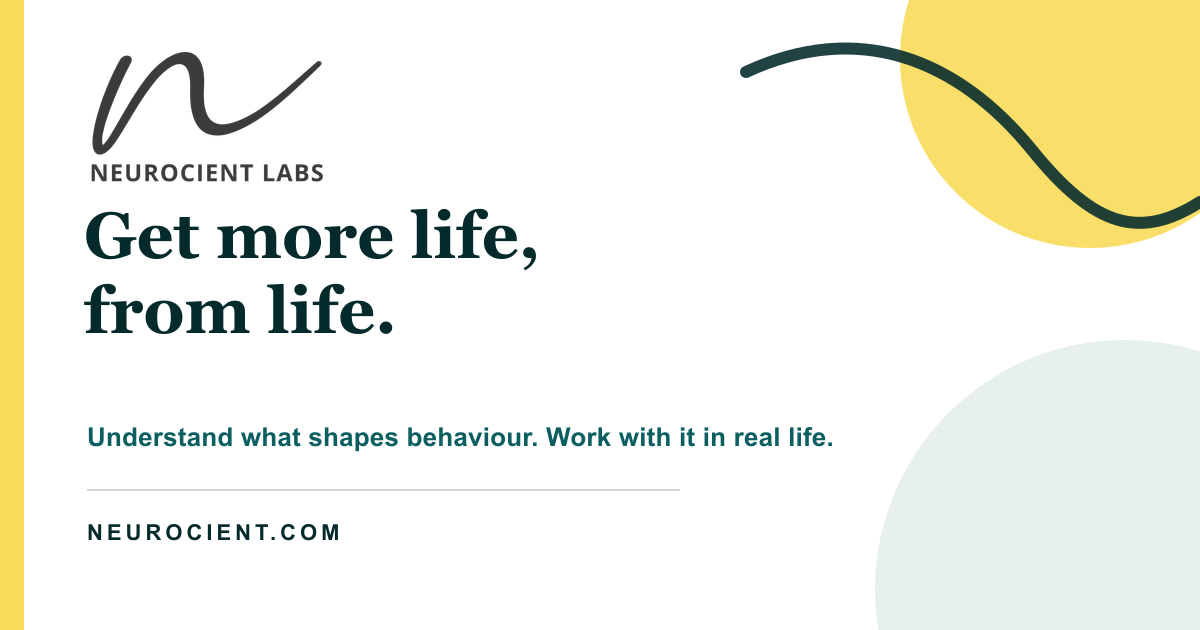 n
NEUROCIENT LABS
Get more life,
from life.
Understand what shapes behaviour. Work with it in real life.
NEUROCIENT.COM